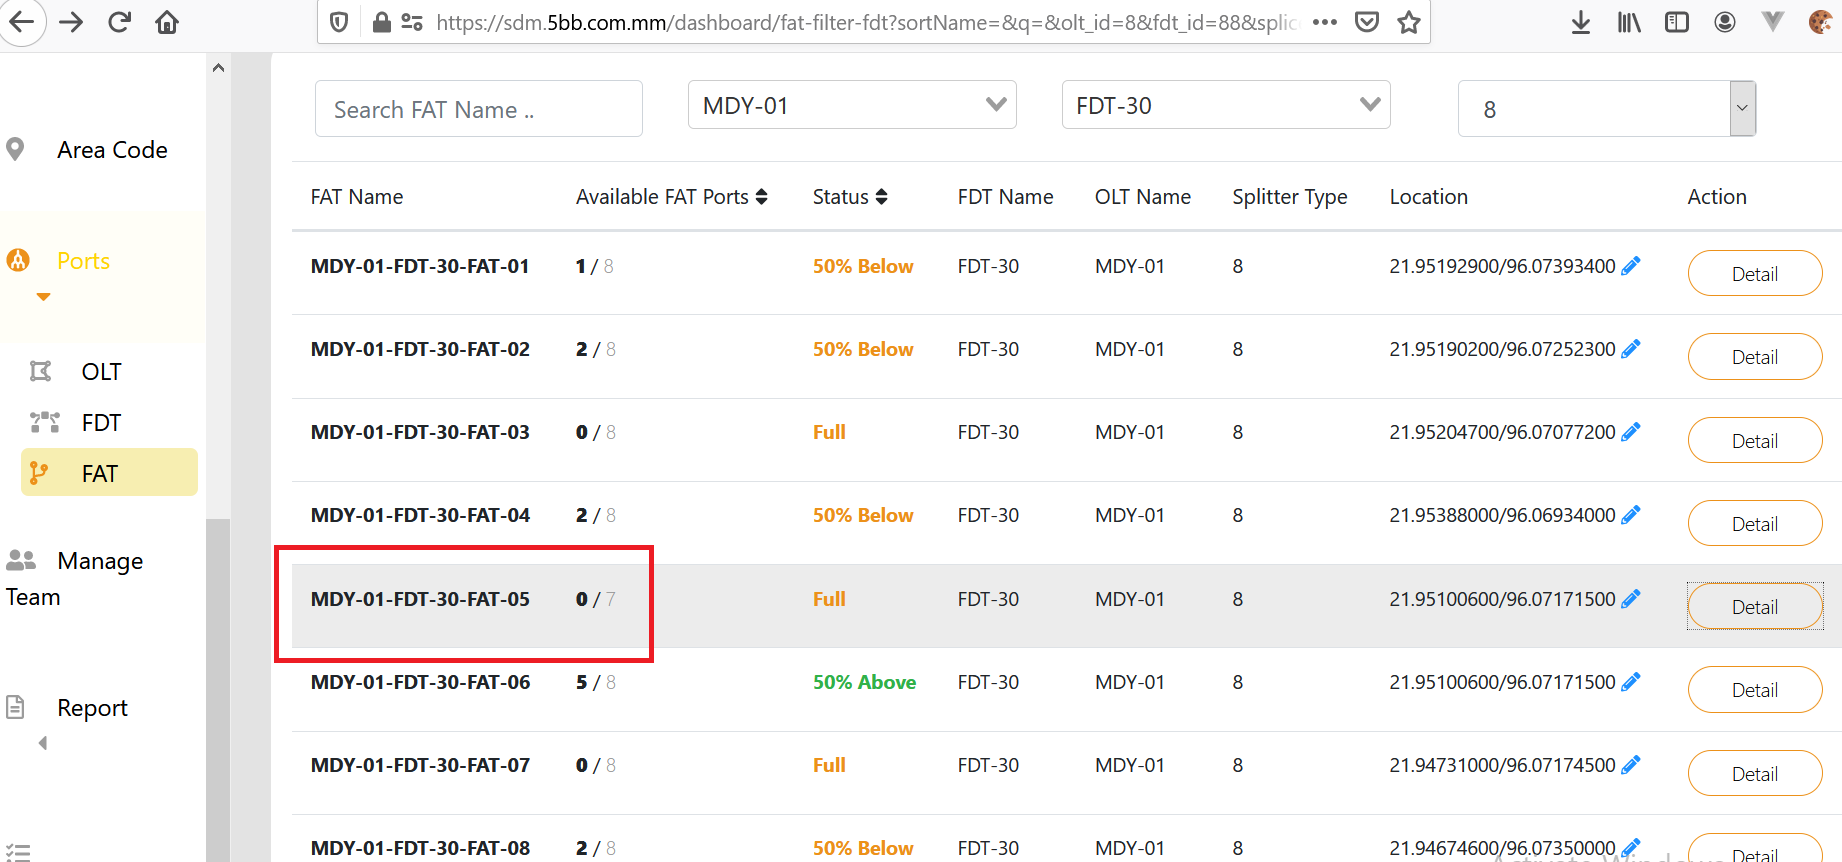 https://sdm.5bb.com.mm/dashboard/fat-filter-fdt?sortName=&q=&olt_id=8&fdt_id=88&splic
Search FAT Name ..
MDY-01
FDT-30
8
Area Code
Ports
OLT
FDT
FAT
Manage
Team
Report
FAT Name Available FAT Ports Status FDT Name OLT Name Splitter Type Location Action
MDY-01-FDT-30-FAT-01 1 / 8 50% Below FDT-30 MDY-01 8 21.95192900/96.07393400 Detail
MDY-01-FDT-30-FAT-02 2 / 8 50% Below FDT-30 MDY-01 8 21.95190200/96.07252300 Detail
MDY-01-FDT-30-FAT-03 0 / 8 Full FDT-30 MDY-01 8 21.95204700/96.07077200 Detail
MDY-01-FDT-30-FAT-04 2 / 8 50% Below FDT-30 MDY-01 8 21.95388000/96.06934000 Detail
MDY-01-FDT-30-FAT-05 0 / 7 Full FDT-30 MDY-01 8 21.95100600/96.07171500 Detail
MDY-01-FDT-30-FAT-06 5 / 8 50% Above FDT-30 MDY-01 8 21.95100600/96.07171500 Detail
MDY-01-FDT-30-FAT-07 0 / 8 Full FDT-30 MDY-01 8 21.94731000/96.07174500 Detail
MDY-01-FDT-30-FAT-08 2 / 8 50% Below FDT-30 MDY-01 8 21.94674600/96.07350000 Detail